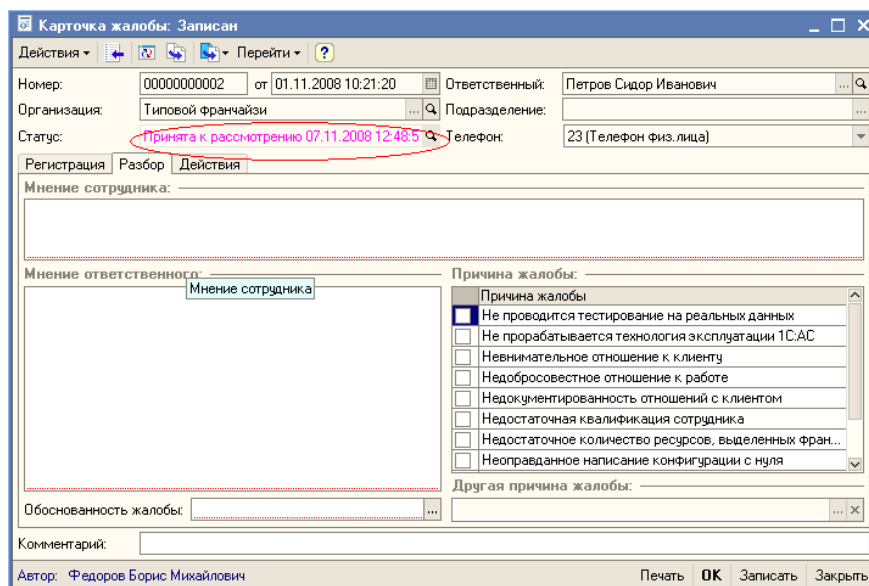 Карточка жалобы: Записан
Действия Перейти ?
Номер: 00000000002 от 01.11.2008 10:21:20 Ответственный: Петров Сидор Иванович
Организация: Типовой франчайзи Подразделение:
Статус: Принята к рассмотрению 07.11.2008 12:48:5 Телефон: 23 (Телефон физ.лица)
Регистрация Разбор Действия
Мнение сотрудника:
Мнение ответственного: Причина жалобы:
Мнение сотрудника
Причина жалобы
Не проводится тестирование на реальных данных
Не прорабатывается технология эксплуатации 1С:АС
Невнимательное отношение к клиенту
Недобросовестное отношение к работе
Недокументированность отношений с клиентом
Недостаточная квалификация сотрудника
Недостаточное количество ресурсов, выделенных фран...
Неоправданное написание конфигурации с нуля
Другая причина жалобы:
Обоснованность жалобы:
Комментарий:
Автор: Федоров Борис Михайлович Печать OK Записать Закрыть